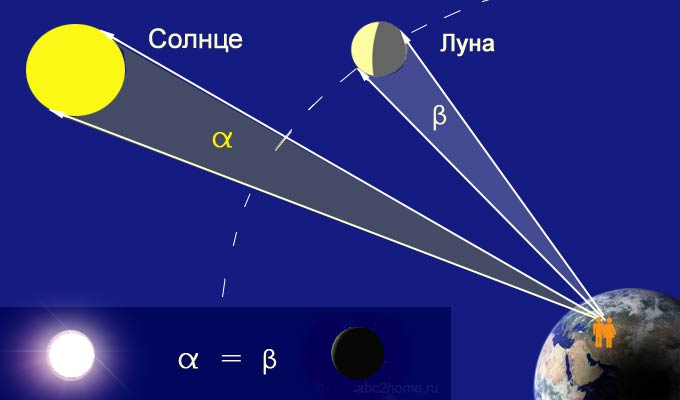 Солнце
Луна
β
α
α = β
abc2home.ru